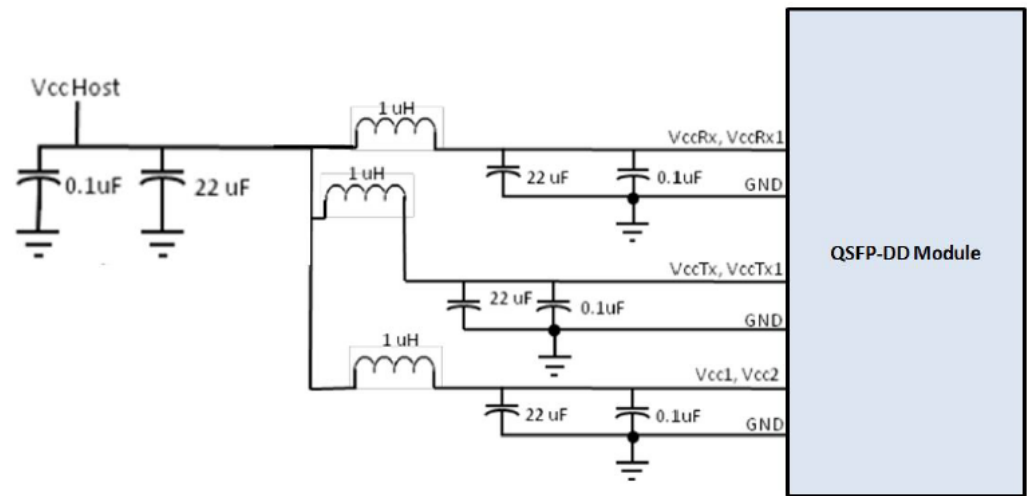 VccHost
0.1uF
22 uF
1 uH
VccRx, VccRx1
22 uF
0.1uF
GND
1 uH
VccTx, VccTx1
22 uF
0.1uF
GND
1 uH
Vcc1, Vcc2
22 uF
0.1uF
GND
QSFP-DD Module